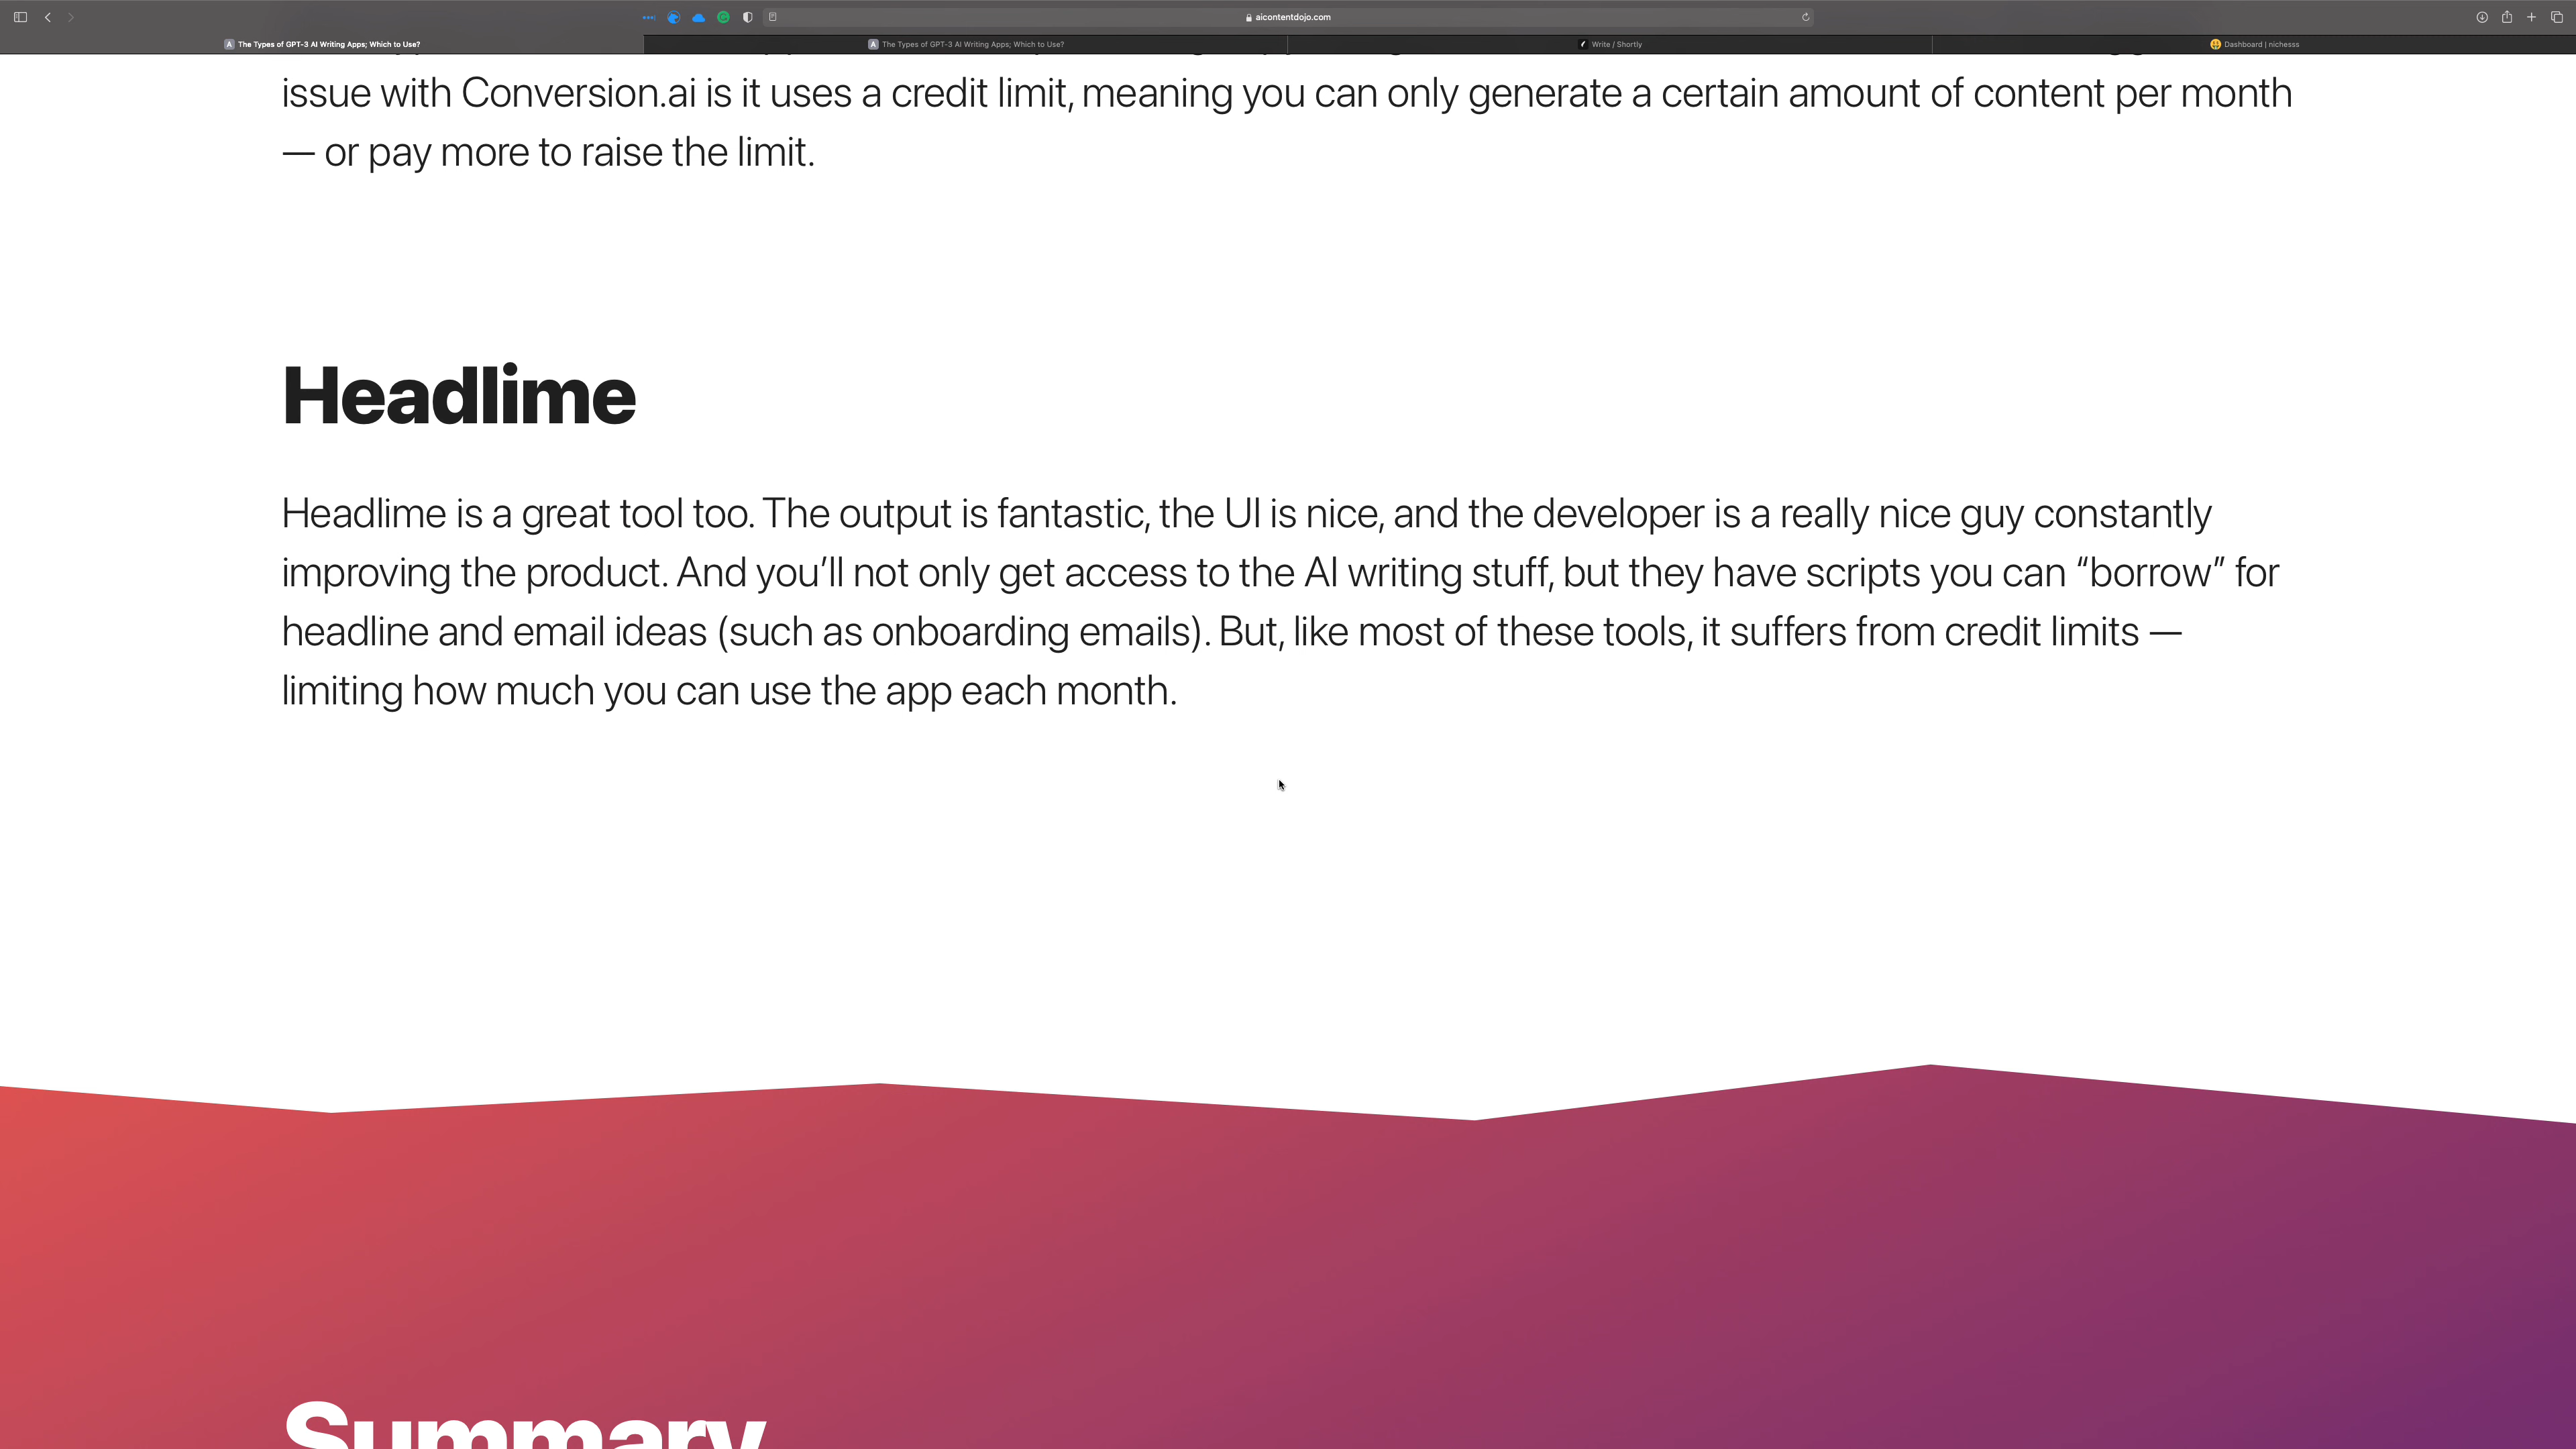 aicontentdojo.com
The Types of GPT-3 AI Writing Apps; Which to Use?
The Types of GPT-3 AI Writing Apps; Which to Use?
Write / Shortly
Dashboard | nichesss
issue with Conversion.ai is it uses a credit limit, meaning you can only generate a certain amount of content per month
— or pay more to raise the limit.
Headlime
Headlime is a great tool too. The output is fantastic, the UI is nice, and the developer is a really nice guy constantly
improving the product. And you’ll not only get access to the AI writing stuff, but they have scripts you can “borrow” for
headline and email ideas (such as onboarding emails). But, like most of these tools, it suffers from credit limits —
limiting how much you can use the app each month.
Summary